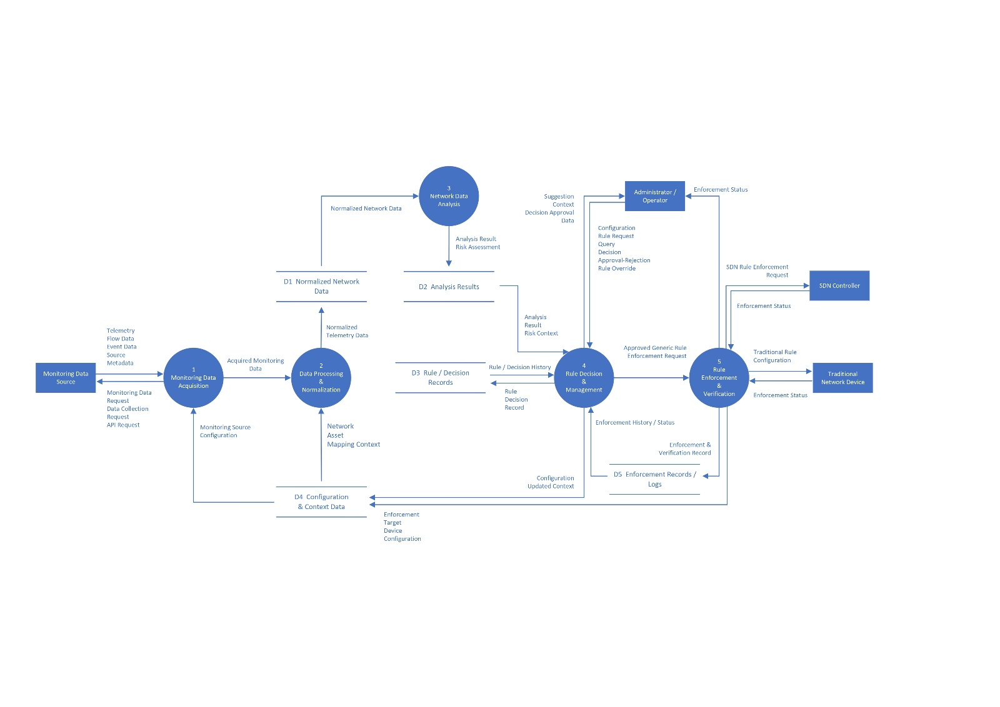 3
Network Data
Analysis
Administrator /
Operator
Enforcement Status
Suggestion
Context
Decision Approval
Data
Normalized Network Data
Configuration
Rule Request
Query
Decision
Approval-Rejection
Rule Override
Analysis Result
Risk Assessment
SDN Rule Enforcement
Request
D1 Normalized Network
Data
D2 Analysis Results
SDN Controller
Enforcement Status
Analysis
Result
Risk Context
Normalized
Telemetry Data
Telemetry
Flow Data
Event Data
Source
Metadata
Acquired Monitoring
Data
Approved Generic Rule
Enforcement Request
Traditional Rule
Configuration
Monitoring Data
Source
1
Monitoring Data
Acquisition
2
Data Processing
&
Normalization
D3 Rule / Decision
Records
Rule / Decision History
4
Rule Decision
&
Management
5
Rule
Enforcement
&
Verification
Traditional
Network Device
Monitoring Data
Request
Data Collection
Request
API Request
Rule
Decision
Record
Enforcement Status
Monitoring Source
Configuration
Network
Asset
Mapping Context
Enforcement History / Status
Enforcement &
Verification Record
Configuration
Updated Context
D5 Enforcement Records /
Logs
D4 Configuration
& Context Data
Enforcement
Target
Device
Configuration